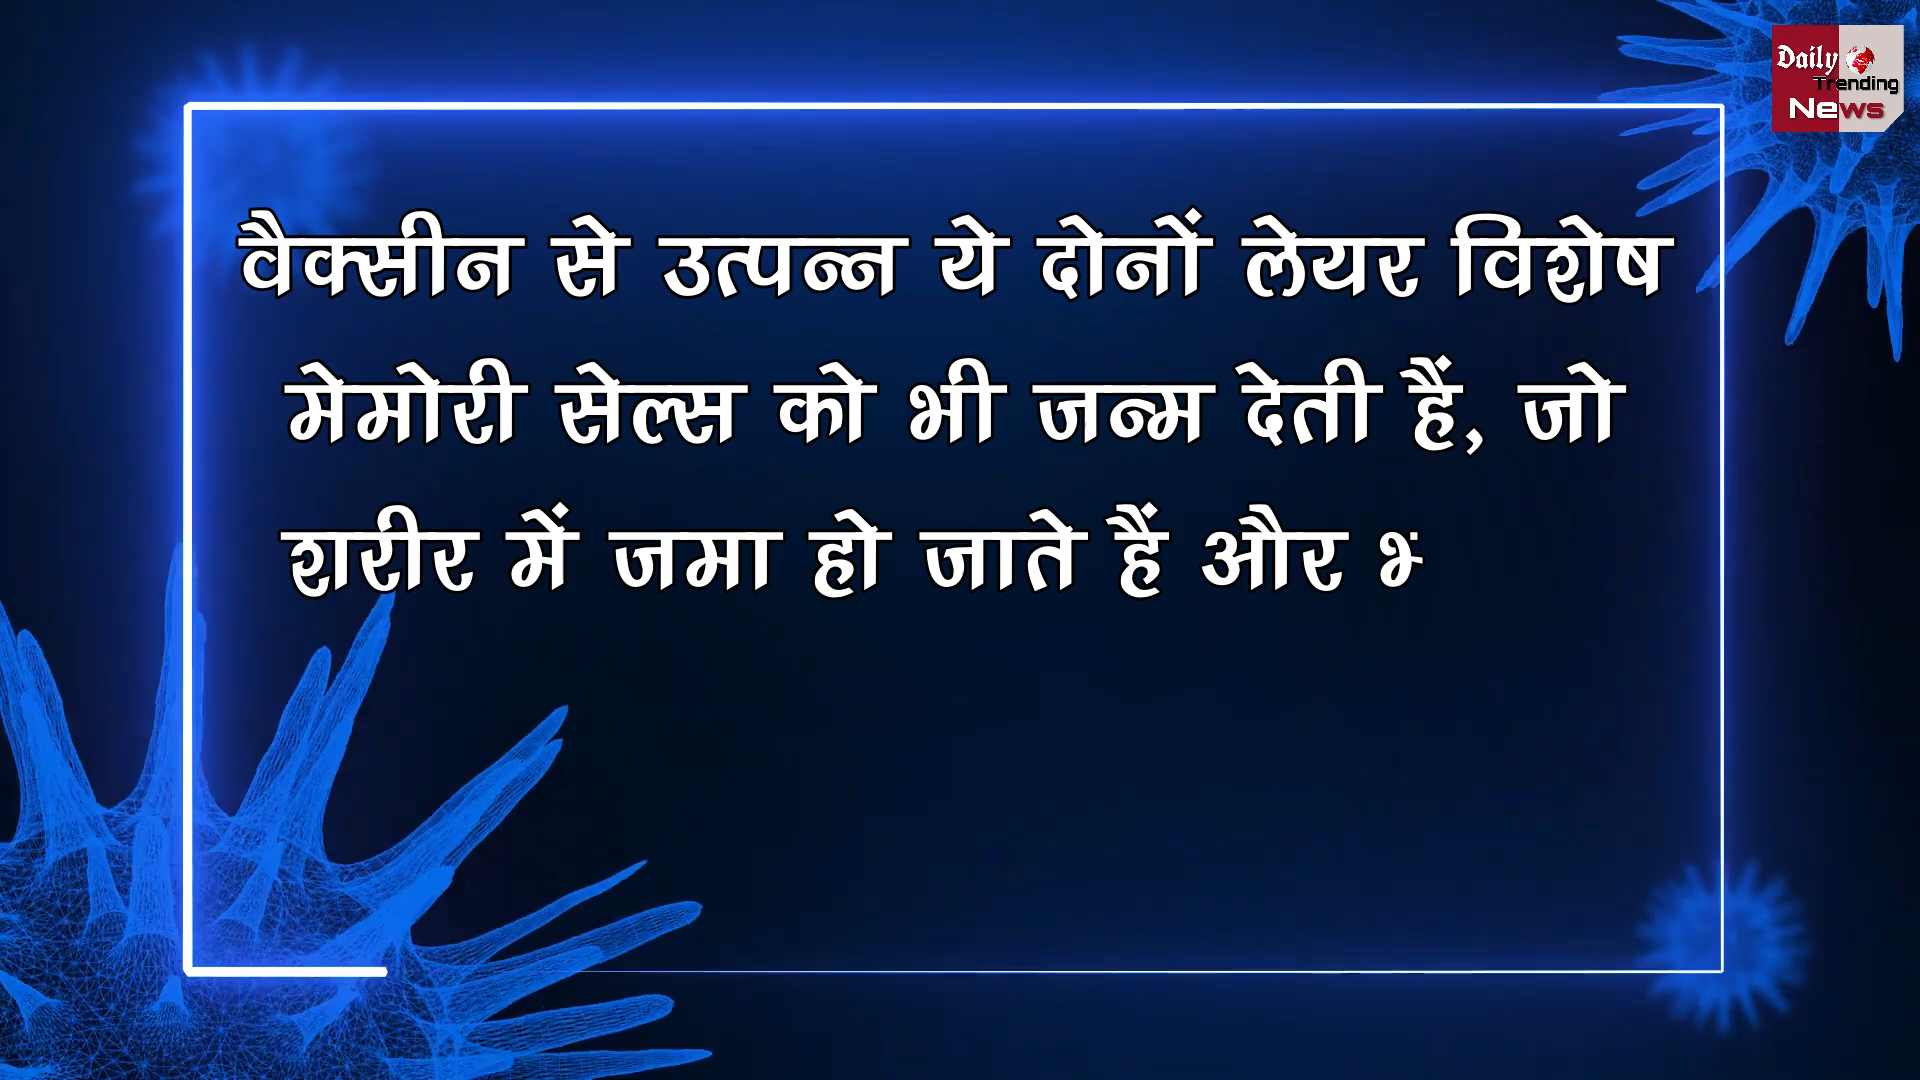 Daily
Trending
News
वैक्सीन से उत्पन्न ये दोनों लेयर विशेष
मेमोरी सेल्स को भी जन्म देती हैं, जो
शरीर में जमा हो जाते हैं और